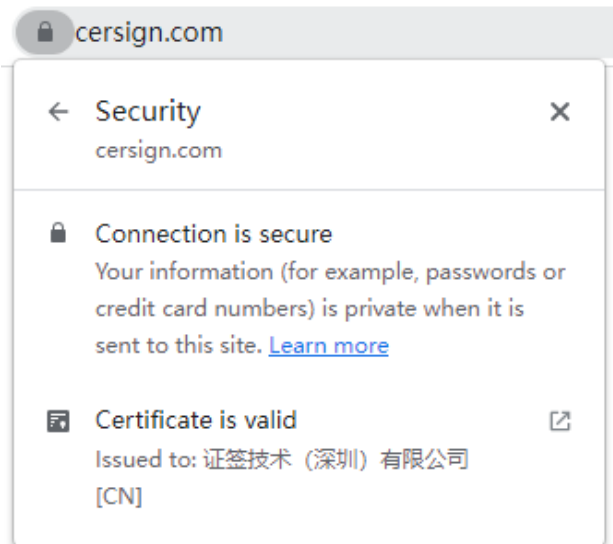 cersign.com
Security
cersign.com
Connection is secure
Your information (for example, passwords or
credit card numbers) is private when it is
sent to this site. Learn more
Certificate is valid
Issued to: 证签技术（深圳）有限公司
[CN]